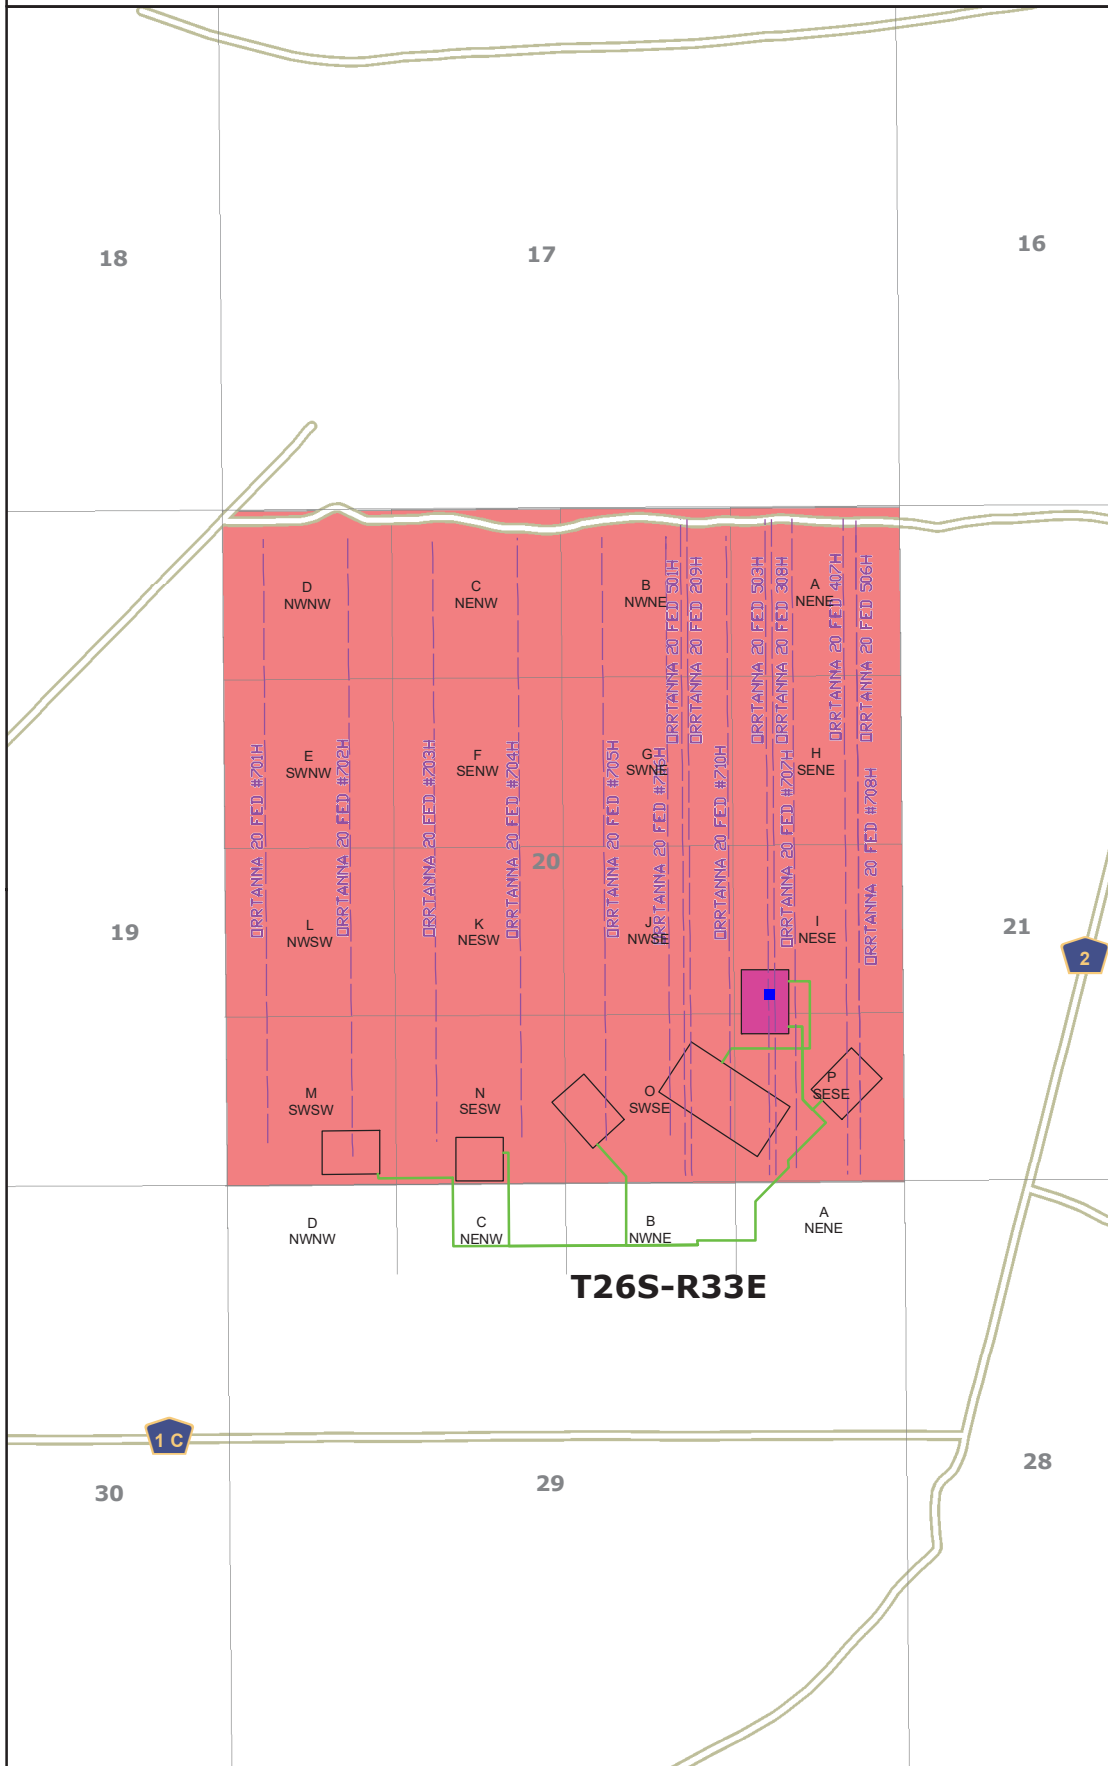 18
17
16
D
NWNW
C
NENW
B
NWNE
A
NENE
ORRTANNA 20 FED 501H
ORRTANNA 20 FED 209H
ORRTANNA 20 FED 503H
ORRTANNA 20 FED 308H
ORRTANNA 20 FED 407H
ORRTANNA 20 FED 506H
E
SWNW
F
SENW
G
SWNE
H
SENE
ORRTANNA 20 FED #701H
ORRTANNA 20 FED #702H
ORRTANNA 20 FED #703H
ORRTANNA 20 FED #704H
ORRTANNA 20 FED #705H
ORRTANNA 20 FED
ORRTANNA 20 FED #710H
ORRTANNA 20 FED #707H
ORRTANNA 20 FED #708H
20
19
21
L
NWSW
K
NESW
J
NWSE
I
NESE
2
M
SWSW
N
SESW
O
SWSE
P
SESE
D
NWNW
C
NENW
B
NWNE
A
NENE
T26S-R33E
1 C
30
29
28